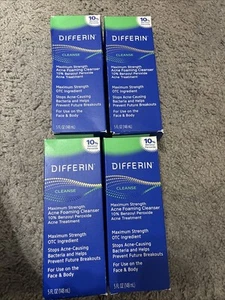 10%
DIFFERIN
CLEANSE
Maximum Strength
Acne Foaming Cleanser
10% Benzoyl Peroxide
Acne Treatment
Maximum Strength
OTC Ingredient
Stops Acne-Causing
Bacteria and Helps
Prevent Future Breakouts
For Use on the
Face & Body
5 FL OZ (148 mL)
10%
DIFFERIN
CLEANSE
Maximum Strength
Acne Foaming Cleanser
10% Benzoyl Peroxide
Acne Treatment
Maximum Strength
OTC Ingredient
Stops Acne-Causing
Bacteria and Helps
Prevent Future Breakouts
For Use on the
Face & Body
5 FL OZ (148 mL)
10%
DIFFERIN
CLEANSE
Maximum Strength
Acne Foaming Cleanser
10% Benzoyl Peroxide
Acne Treatment
Maximum Strength
OTC Ingredient
Stops Acne-Causing
Bacteria and Helps
Prevent Future Breakouts
For Use on the
Face & Body
5 FL OZ (148 mL)
10%
DIFFERIN
CLEANSE
Maximum Strength
Acne Foaming Cleanser
10% Benzoyl Peroxide
Acne Treatment
Maximum Strength
OTC Ingredient
Stops Acne-Causing
Bacteria and Helps
Prevent Future Breakouts
For Use on the
Face & Body
5 FL OZ (148 mL)